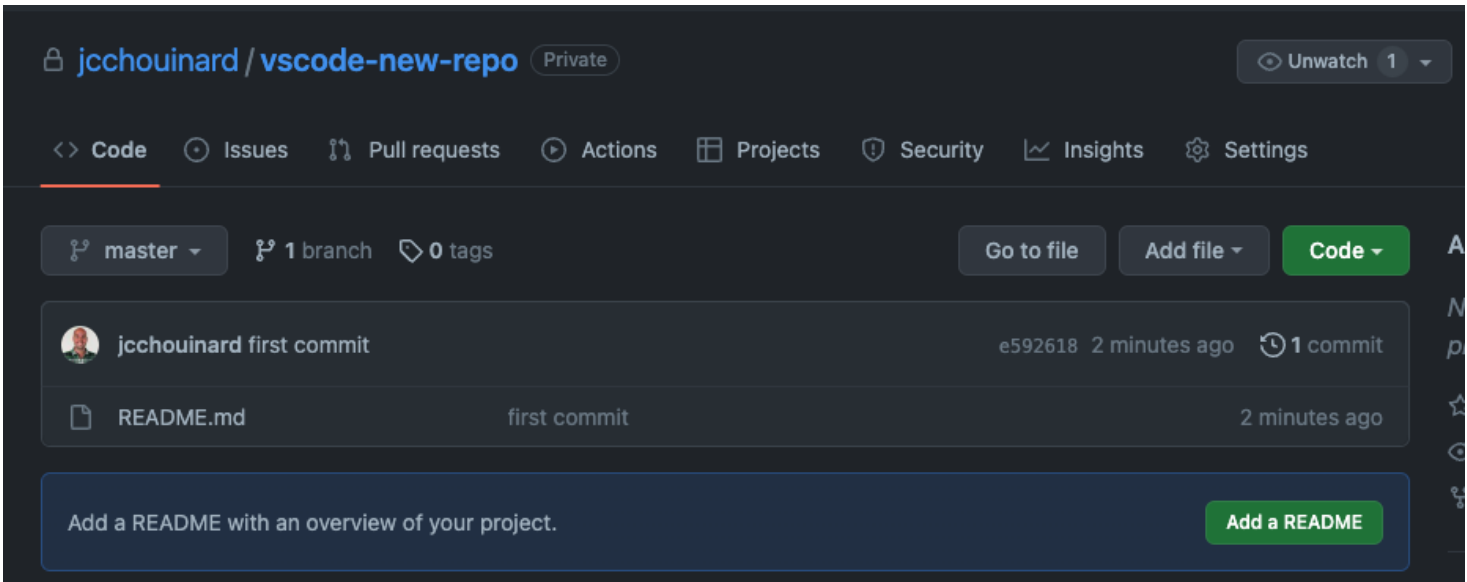 jcchouinard / vscode-new-repo Private Unwatch 1
Code Issues Pull requests Actions Projects Security Insights Settings
master 1 branch 0 tags Go to file Add file Code
jcchouinard first commit e592618 2 minutes ago 1 commit
README.md first commit 2 minutes ago
Add a README with an overview of your project. Add a README